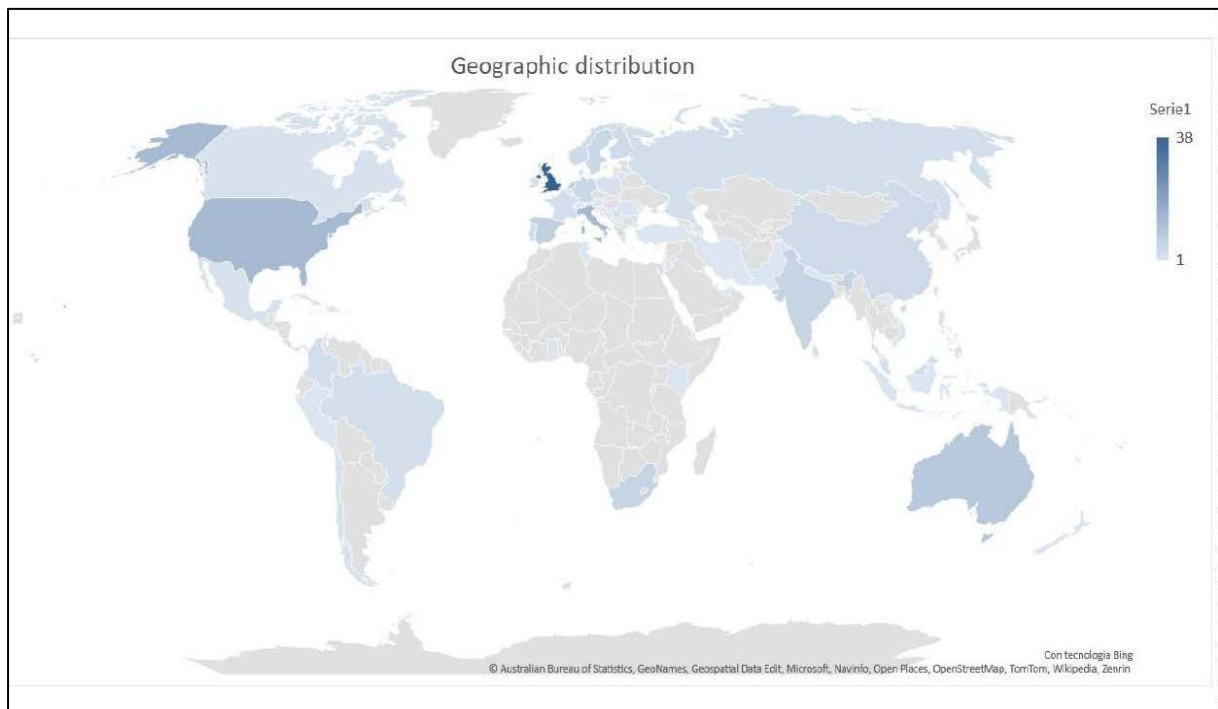 Geographic distribution
Serie1
38
1
Con tecnologia Bing
© Australian Bureau of Statistics, GeoNames, Geospatial Data Edit, Microsoft, Navinfo, Open Places, OpenStreetMap, TomTom, Wikipedia, Zenrin